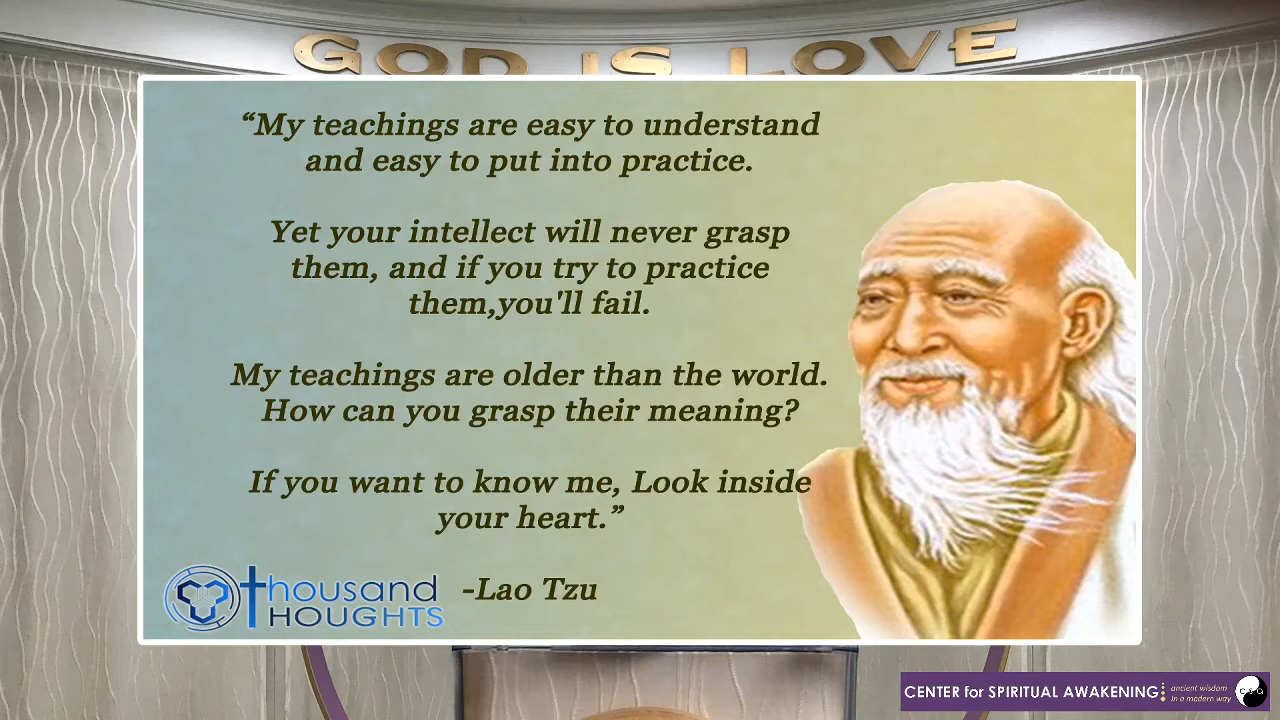 GOD IS LOVE
“My teachings are easy to understand
and easy to put into practice.
Yet your intellect will never grasp
them, and if you try to practice
them,you'll fail.
My teachings are older than the world.
How can you grasp their meaning?
If you want to know me, Look inside
your heart.”
-Lao Tzu
thousand
THOUGHTS
CENTER for SPIRITUAL AWAKENING
ancient wisdom
in a modern way